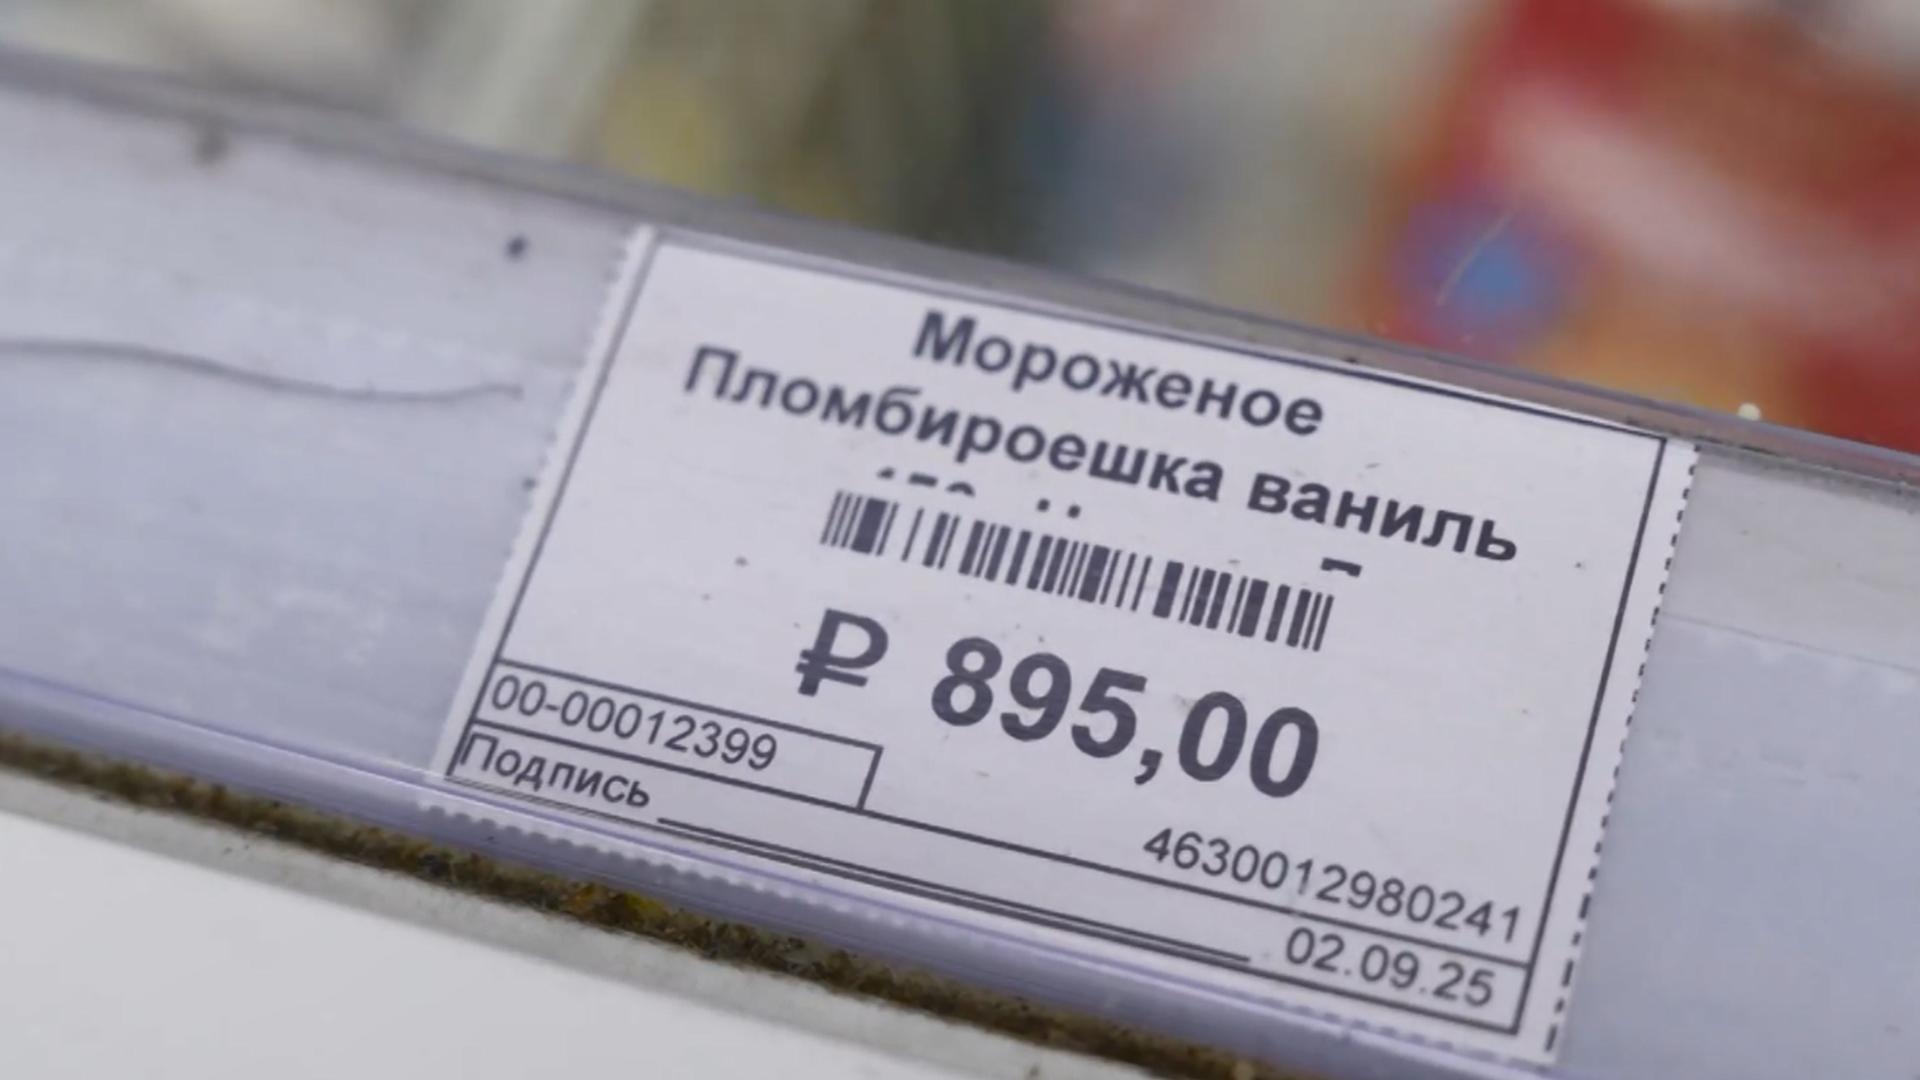 Мороженое
Пломбироешка ваниль
₽ 895,00
00-00012399
4630012980241
Подпись
02.09.25